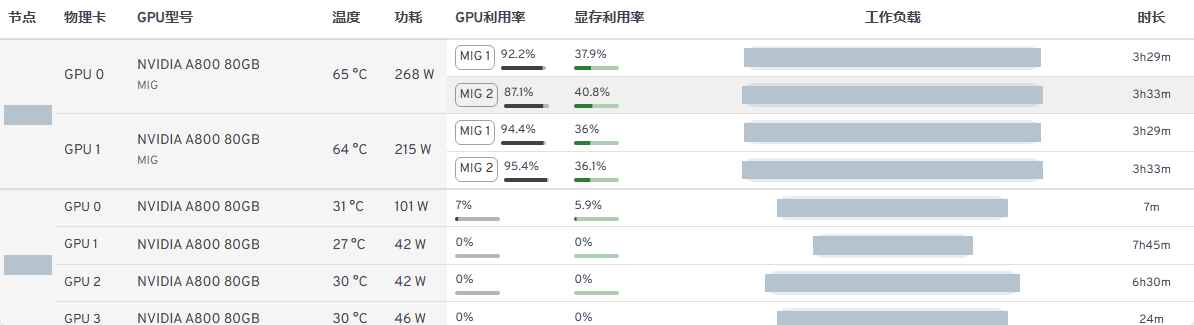 节点 物理卡 GPU型号 温度 功耗 GPU利用率 显存利用率 工作负载 时长
GPU 0 NVIDIA A800 80GB MIG 65 °C 268 W MIG 1 92.2% 37.9% 3h29m
MIG 2 87.1% 40.8% 3h33m
GPU 1 NVIDIA A800 80GB MIG 64 °C 215 W MIG 1 94.4% 36% 3h29m
MIG 2 95.4% 36.1% 3h33m
GPU 0 NVIDIA A800 80GB 31 °C 101 W 7% 5.9% 7m
GPU 1 NVIDIA A800 80GB 27 °C 42 W 0% 0% 7h45m
GPU 2 NVIDIA A800 80GB 30 °C 42 W 0% 0% 6h30m
GPU 3 NVIDIA A800 80GB 30 °C 46 W 0% 0% 24m